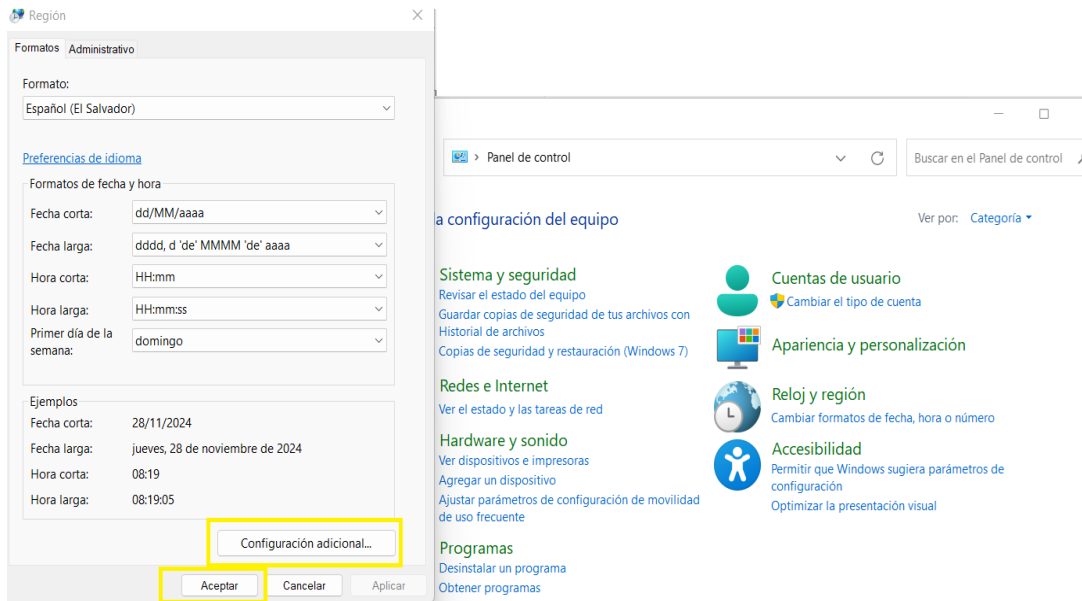 Región
Formatos Administrativo
Formato:
Español (El Salvador)
Preferencias de idioma
Formatos de fecha y hora
Fecha corta: dd/MM/aaaa
Fecha larga: dddd, d 'de' MMMM 'de' aaaa
Hora corta: HH:mm
Hora larga: HH:mm:ss
Primer día de la
semana: domingo
Ejemplos
Fecha corta: 28/11/2024
Fecha larga: jueves, 28 de noviembre de 2024
Hora corta: 08:19
Hora larga: 08:19:05
Configuración adicional...
Aceptar Cancelar Aplicar
Panel de control
Buscar en el Panel de control
la configuración del equipo
Ver por: Categoría
Sistema y seguridad
Revisar el estado del equipo
Guardar copias de seguridad de tus archivos con
Historial de archivos
Copias de seguridad y restauración (Windows 7)
Redes e Internet
Ver el estado y las tareas de red
Hardware y sonido
Ver dispositivos e impresoras
Agregar un dispositivo
Ajustar parámetros de configuración de movilidad
de uso frecuente
Programas
Desinstalar un programa
Obtener programas
Cuentas de usuario
Cambiar el tipo de cuenta
Apariencia y personalización
Reloj y región
Cambiar formatos de fecha, hora o número
Accesibilidad
Permitir que Windows sugiera parámetros de
configuración
Optimizar la presentación visual